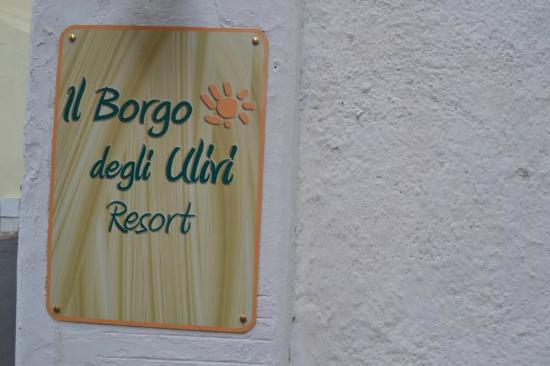 Il Borgo
degli Ulivi
Resort